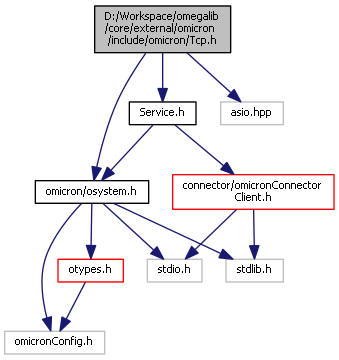 D:/Workspace/omegalib
/core/external/omicron
/include/omicron/Tcp.h
Service.h
asio.hpp
omicron/osystem.h
connector/omicronConnector
Client.h
otypes.h
stdio.h
stdlib.h
omicronConfig.h